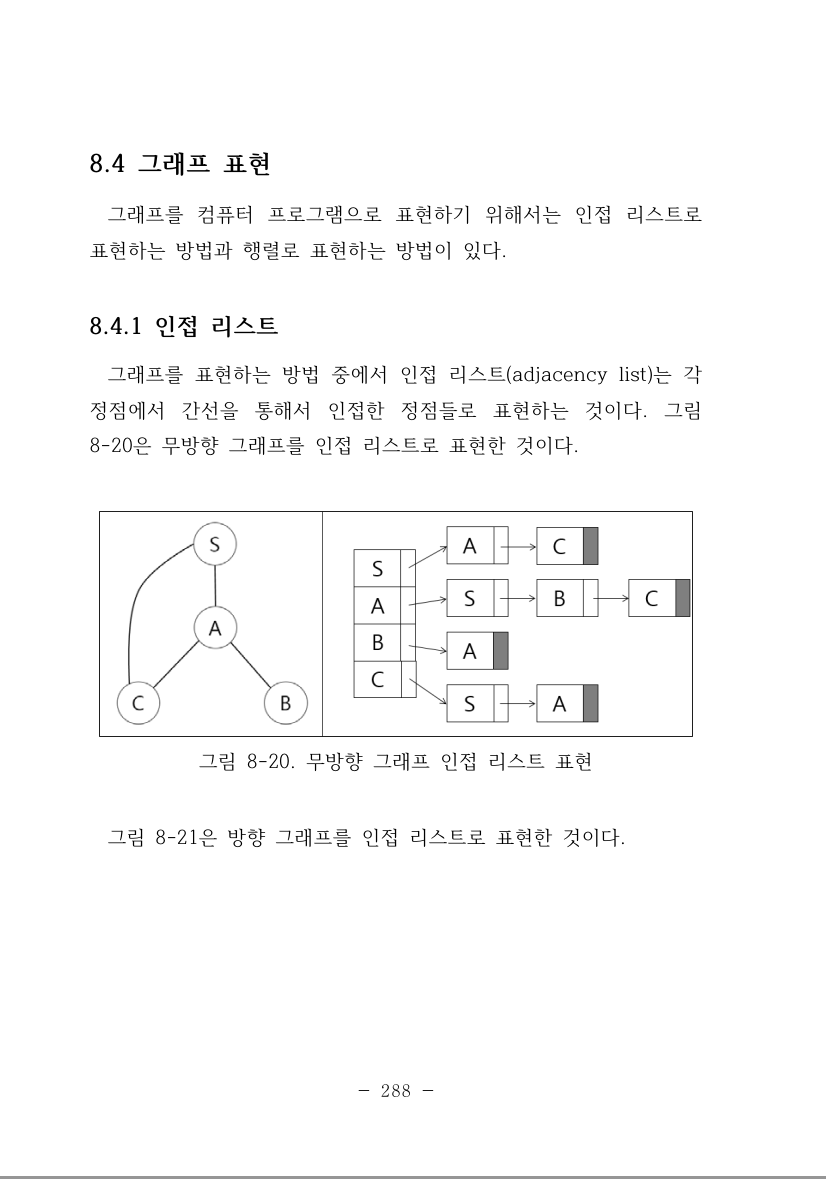 8.4 그래프 표현
그래프를 컴퓨터 프로그램으로 표현하기 위해서는 인접 리스트로
표현하는 방법과 행렬로 표현하는 방법이 있다.
8.4.1 인접 리스트
그래프를 표현하는 방법 중에서 인접 리스트(adjacency list)는 각
정점에서 간선을 통해서 인접한 정점들로 표현하는 것이다. 그림
8-20은 무방향 그래프를 인접 리스트로 표현한 것이다.
S
A
C B
S
A
B
C
A C
S B C
A
S A
그림 8-20. 무방향 그래프 인접 리스트 표현
그림 8-21은 방향 그래프를 인접 리스트로 표현한 것이다.
- 288 -